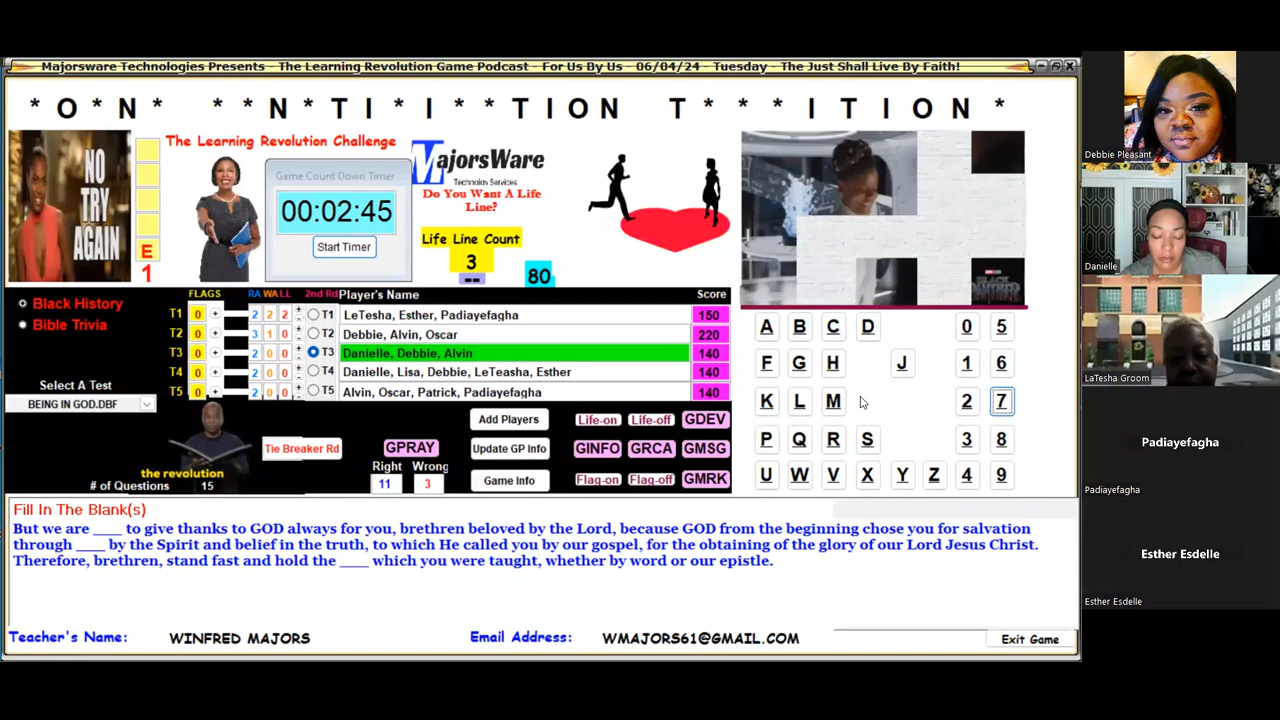 Majorsware Technologies Presents - The Learning Revolution Game Podcast - For Us By Us - 06/04/24 - Tuesday - The Just Shall Live By Faith!
*O*N* **N*TI*I**TION T***ITION*
NO TRY AGAIN
E
1
The Learning Revolution Challenge
Game Count Down Timer
00:02:45
Start Timer
MajorsWare
Technology Services
Do You Want A Life Line?
Life Line Count
3
--
80
Black History
Bible Trivia
Select A Test
BEING IN GOD.DBF
FLAGS RA WA LL 2nd Rd Player's Name Score
T1 0 + 2 2 2 T1 LeTesha, Esther, Padiayefagha 150
T2 0 + 3 1 0 T2 Debbie, Alvin, Oscar 220
T3 0 + 2 0 0 T3 Danielle, Debbie, Alvin 140
T4 0 + 2 0 0 T4 Danielle, Lisa, Debbie, LeTeasha, Esther 140
T5 0 + 2 0 0 T5 Alvin, Oscar, Patrick, Padiayefagha 140
the revolution
# of Questions 15
Tie Breaker Rd
GPRAY
Right Wrong
11 3
Add Players
Update GP Info
Game Info
Life-on Life-off GDEV
GINFO GRCA GMSG
Flag-on Flag-off GMRK
BLACK PANTHER
A B C D 0 5
F G H J 1 6
K L M 2 7
P Q R S 3 8
U W V X Y Z 4 9
Fill In The Blank(s)
But we are ____ to give thanks to GOD always for you, brethren beloved by the Lord, because GOD from the beginning chose you for salvation
through ____ by the Spirit and belief in the truth, to which He called you by our gospel, for the obtaining of the glory of our Lord Jesus Christ.
Therefore, brethren, stand fast and hold the ____ which you were taught, whether by word or our epistle.
Teacher's Name: WINFRED MAJORS Email Address: WMAJORS61@GMAIL.COM Exit Game
Debbie Pleasant
Danielle
LaTesha Groom
Padiayefagha
Padiayefagha
Esther Esdelle
Esther Esdelle